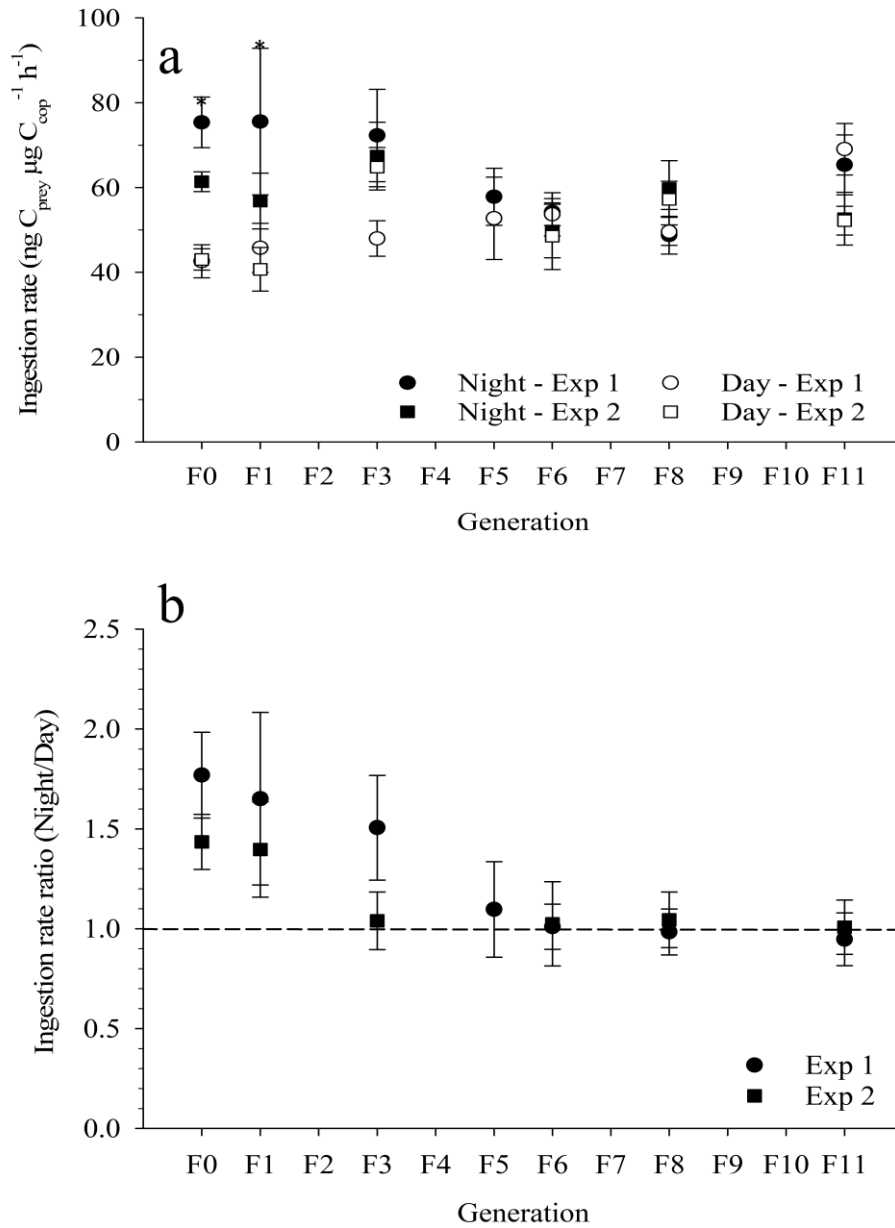 a
100
80
60
40
20
0
Ingestion rate (ng C_prey µg C_cop^-1 h^-1)
*
*
Night - Exp 1
Day - Exp 1
Night - Exp 2
Day - Exp 2
F0 F1 F2 F3 F4 F5 F6 F7 F8 F9 F10 F11
Generation
b
2.5
2.0
1.5
1.0
0.5
0.0
Ingestion rate ratio (Night/Day)
Exp 1
Exp 2
F0 F1 F2 F3 F4 F5 F6 F7 F8 F9 F10 F11
Generation